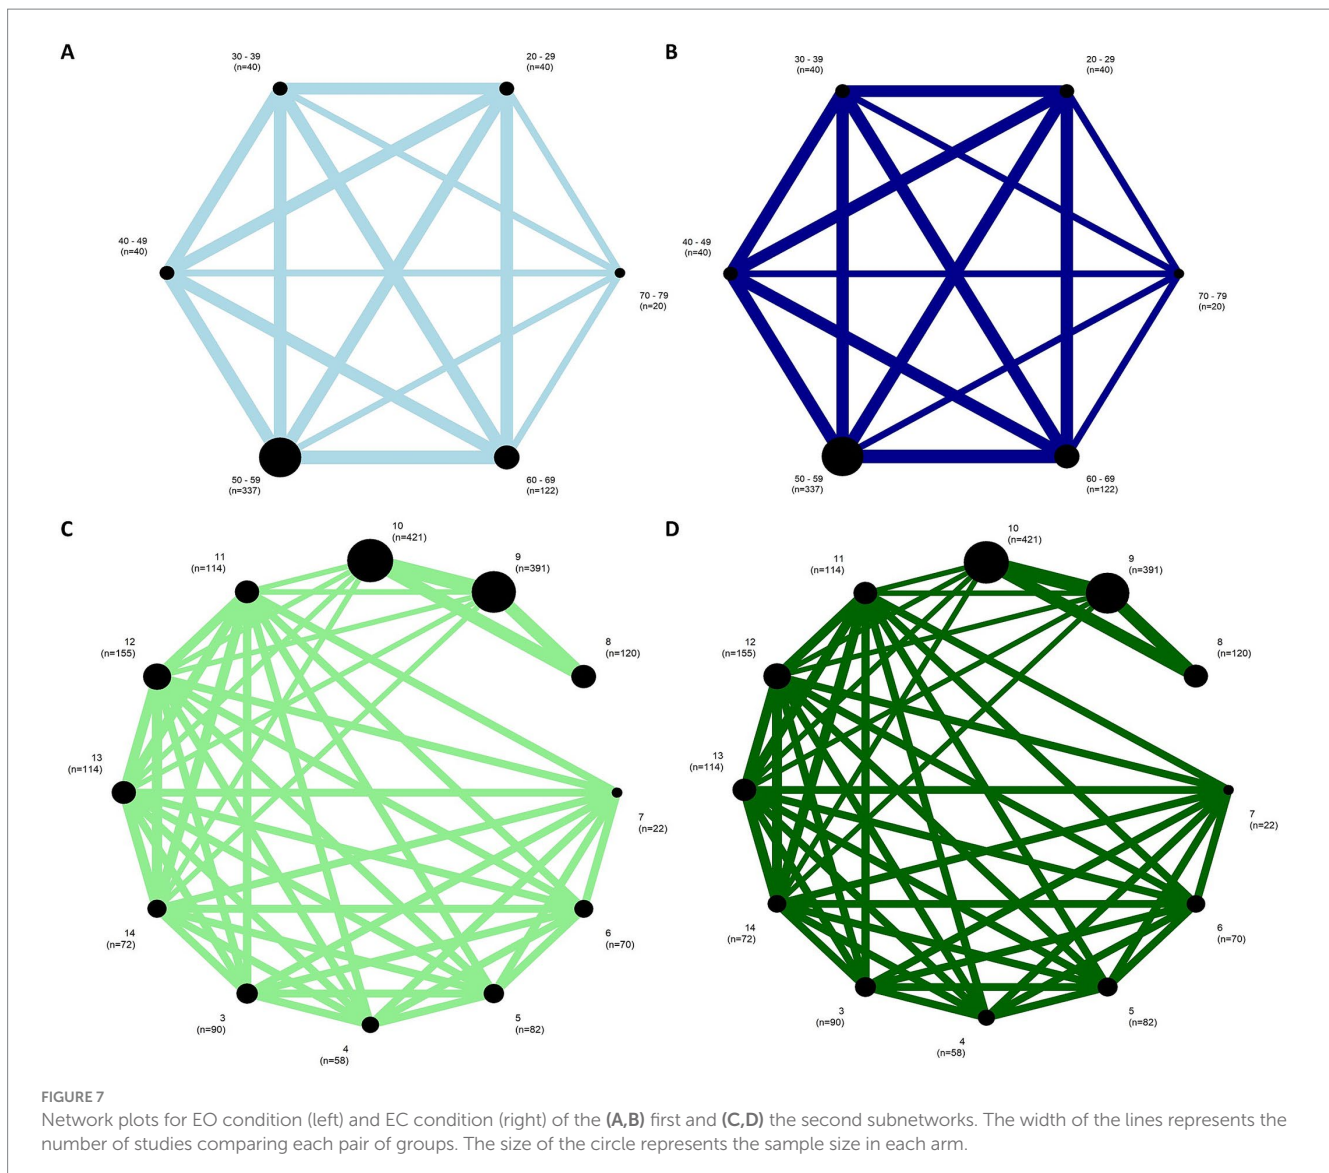 A
30 - 39
(n=40)
20 - 29
(n=40)
40 - 49
(n=40)
70 - 79
(n=20)
50 - 59
(n=337)
60 - 69
(n=122)
B
30 - 39
(n=40)
20 - 29
(n=40)
40 - 49
(n=40)
70 - 79
(n=20)
50 - 59
(n=337)
60 - 69
(n=122)
C
10
(n=421)
11
(n=114)
9
(n=391)
12
(n=155)
8
(n=120)
13
(n=114)
7
(n=22)
14
(n=72)
6
(n=70)
3
(n=90)
5
(n=82)
4
(n=58)
D
10
(n=421)
11
(n=114)
9
(n=391)
12
(n=155)
8
(n=120)
13
(n=114)
7
(n=22)
14
(n=72)
6
(n=70)
3
(n=90)
5
(n=82)
4
(n=58)
FIGURE 7
Network plots for EO condition (left) and EC condition (right) of the (A,B) first and (C,D) the second subnetworks. The width of the lines represents the
number of studies comparing each pair of groups. The size of the circle represents the sample size in each arm.